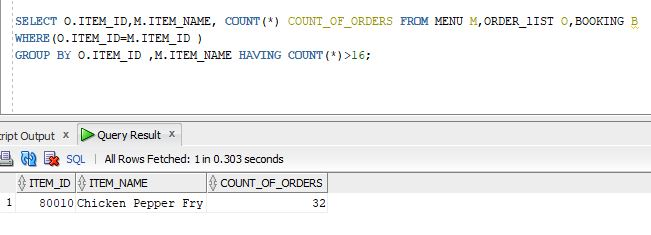 SELECT O.ITEM_ID,M.ITEM_NAME, COUNT(*) COUNT_OF_ORDERS FROM MENU M,ORDER_lIST O,BOOKING B
WHERE(O.ITEM_ID=M.ITEM_ID )
GROUP BY O.ITEM_ID ,M.ITEM_NAME HAVING COUNT(*)>16;
ript Output x Query Result x
SQL | All Rows Fetched: 1 in 0.303 seconds
ITEM_ID ITEM_NAME COUNT_OF_ORDERS
1 80010 Chicken Pepper Fry 32